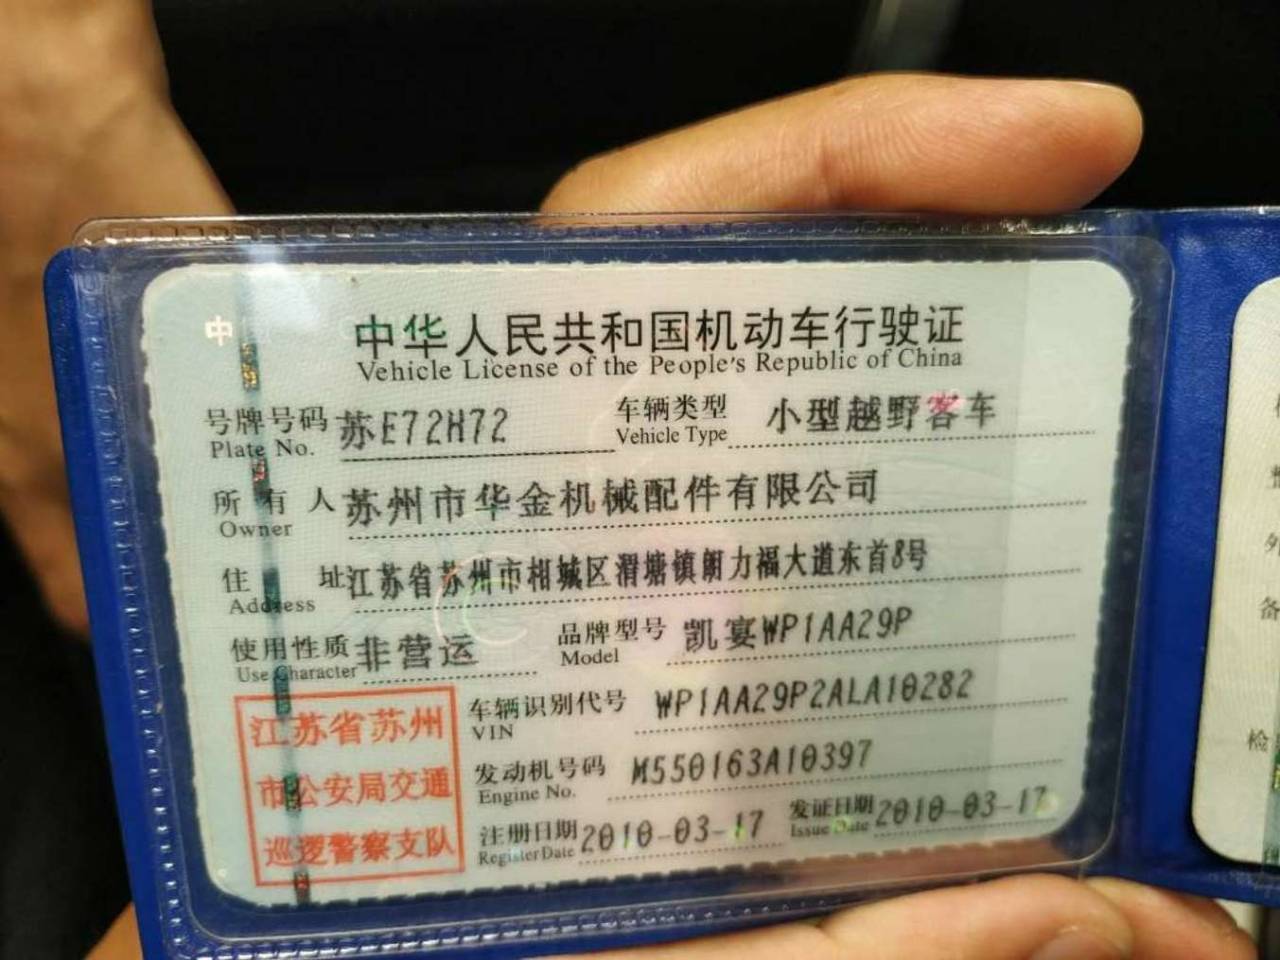 中
中华人民共和国机动车行驶证
Vehicle License of the People's Republic of China
号牌号码 苏E72H72 车辆类型 小型越野客车
Plate No. Vehicle Type
所有人 苏州市华金机械配件有限公司
Owner
住址 江苏省苏州市相城区渭塘镇朗力福大道东首8号
Address
使用性质 非营运 品牌型号 凯宴WP1AA29P
Use Character Model
车辆识别代号 WP1AA29P2ALA10282
VIN
发动机号码 M550163A10397
Engine No.
注册日期 2010-03-17 发证日期 2010-03-17
Register Date Issue Date
江苏省苏州
市公安局交通
巡逻警察支队
外
备
检